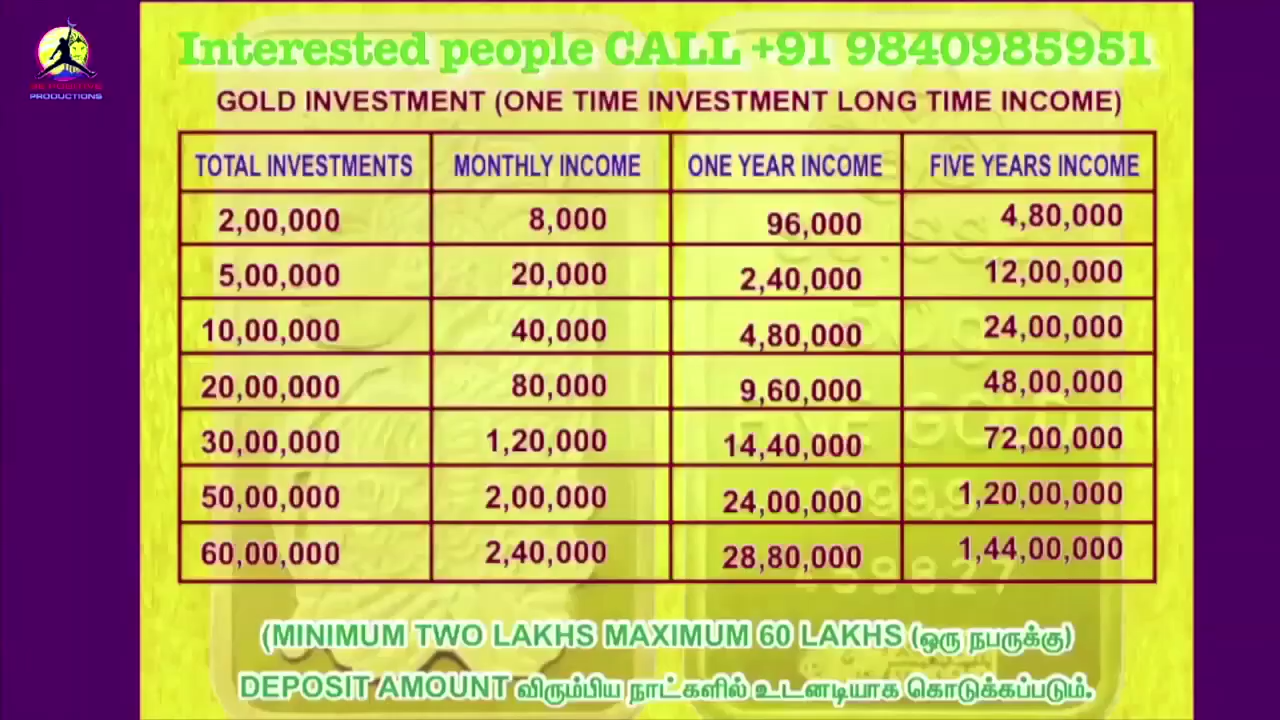 Interested people CALL +91 9840985951
GOLD INVESTMENT (ONE TIME INVESTMENT LONG TIME INCOME)
TOTAL INVESTMENTS MONTHLY INCOME ONE YEAR INCOME FIVE YEARS INCOME
2,00,000 8,000 96,000 4,80,000
5,00,000 20,000 2,40,000 12,00,000
10,00,000 40,000 4,80,000 24,00,000
20,00,000 80,000 9,60,000 48,00,000
30,00,000 1,20,000 14,40,000 72,00,000
50,00,000 2,00,000 24,00,000 1,20,00,000
60,00,000 2,40,000 28,80,000 1,44,00,000
(MINIMUM TWO LAKHS MAXIMUM 60 LAKHS (ஒரு நபருக்கு)
DEPOSIT AMOUNT விரும்பிய நாட்களில் உடனடியாக கொடுக்கப்படும்.
BE POSITIVE
PRODUCTIONS